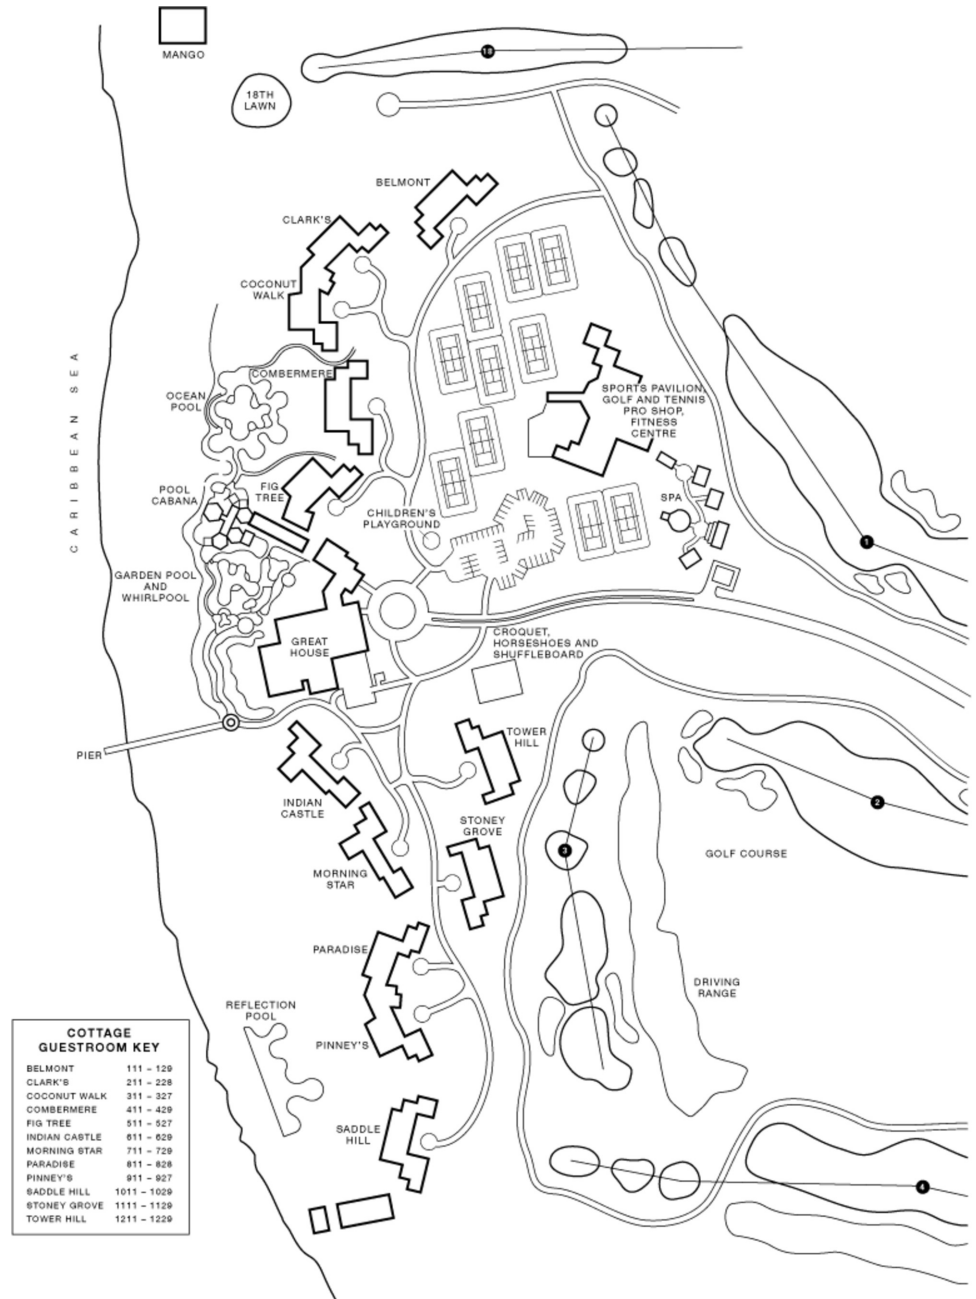 MANGO
18
18TH
LAWN
BELMONT
CLARK'S
COCONUT
WALK
COMBERMERE
OCEAN
POOL
SPORTS PAVILION,
GOLF AND TENNIS
PRO SHOP,
FITNESS
CENTRE
CARIBBEAN SEA
POOL
CABANA
FIG
TREE
SPA
CHILDREN'S
PLAYGROUND
1
GARDEN POOL
AND
WHIRLPOOL
GREAT
HOUSE
CROQUET,
HORSESHOES AND
SHUFFLEBOARD
PIER
TOWER
HILL
INDIAN
CASTLE
2
STONEY
GROVE
3
GOLF COURSE
MORNING
STAR
PARADISE
DRIVING
RANGE
REFLECTION
POOL
PINNEY'S
SADDLE
HILL
4
COTTAGE
GUESTROOM KEY
BELMONT 111 – 129
CLARK'S 211 – 228
COCONUT WALK 311 – 327
COMBERMERE 411 – 429
FIG TREE 511 – 527
INDIAN CASTLE 611 – 629
MORNING STAR 711 – 729
PARADISE 811 – 828
PINNEY'S 911 – 927
SADDLE HILL 1011 – 1029
STONEY GROVE 1111 – 1129
TOWER HILL 1211 – 1229